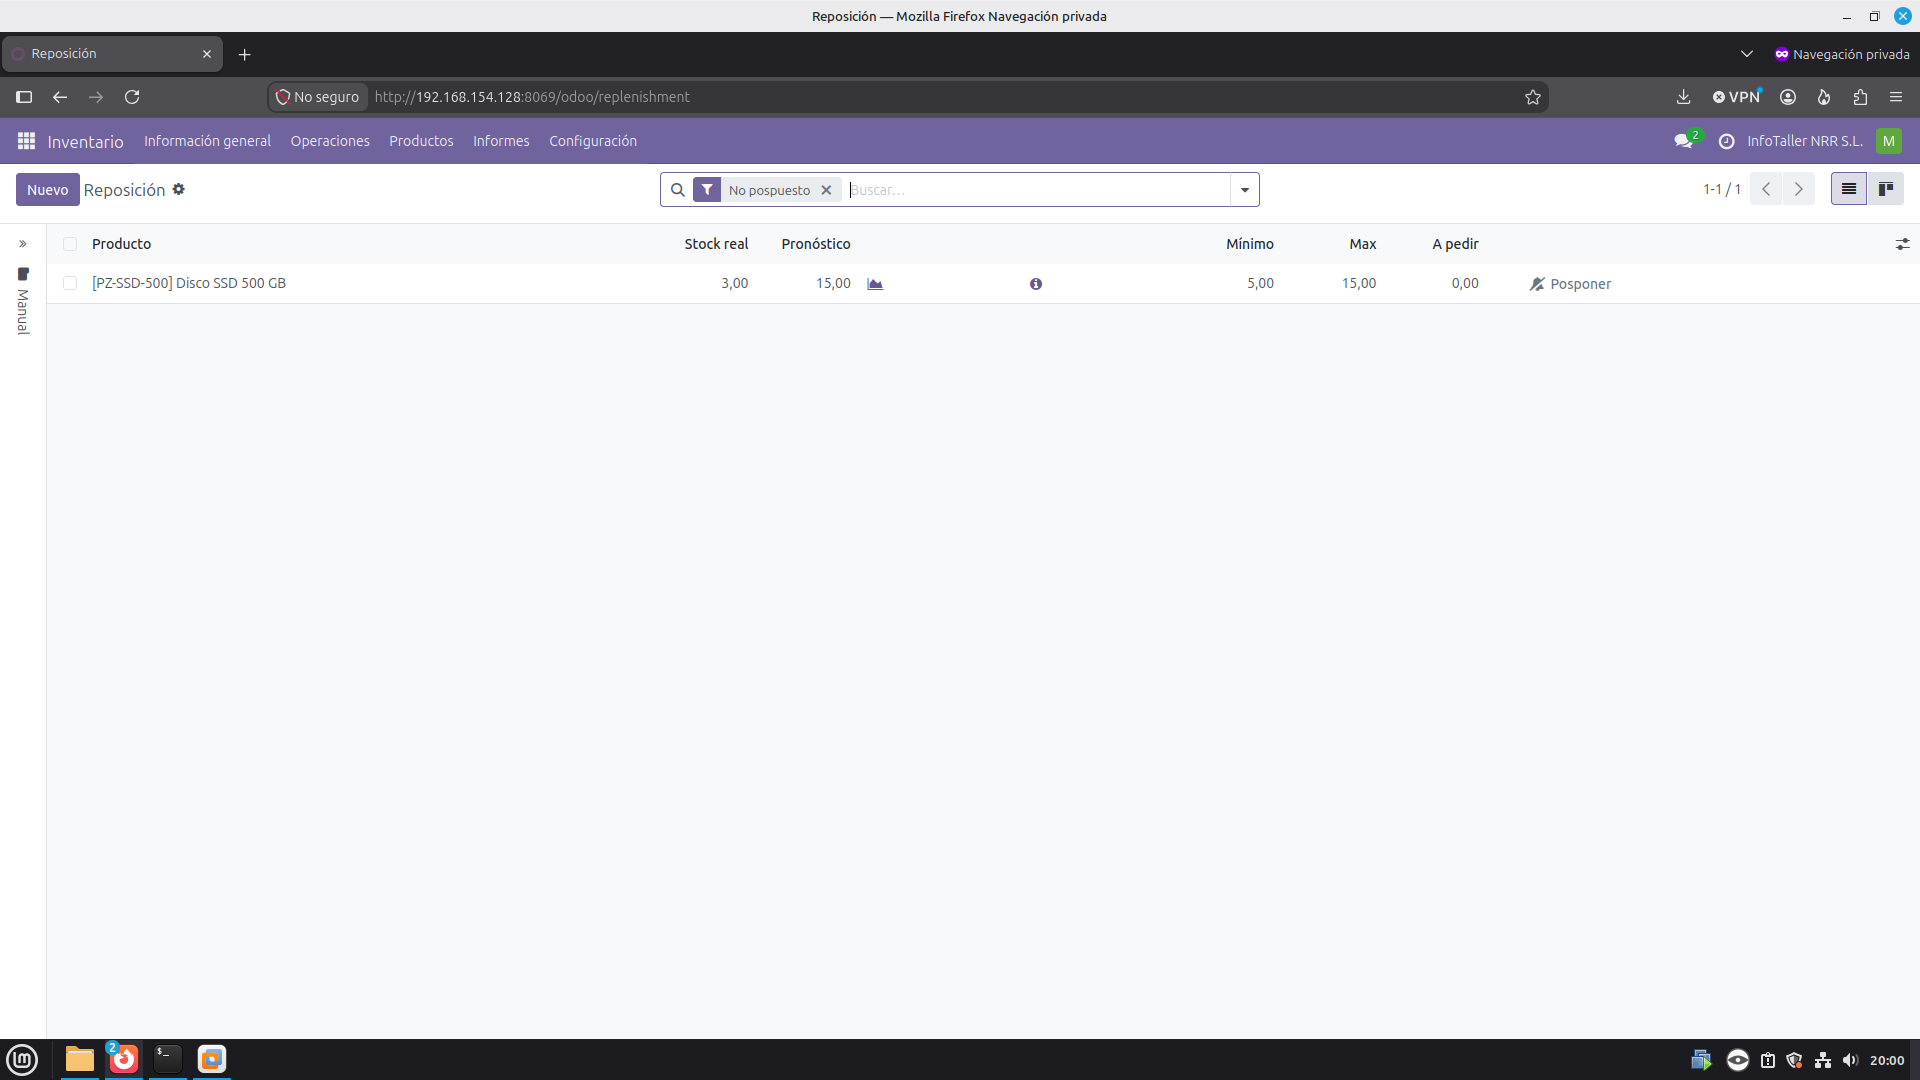 Reposición — Mozilla Firefox Navegación privada
Reposición
Navegación privada
No seguro
http://192.168.154.128:8069/odoo/replenishment
VPN
Inventario
Información general
Operaciones
Productos
Informes
Configuración
2
InfoTaller NRR S.L.
M
Nuevo
Reposición
No pospuesto
Buscar...
1-1 / 1
Producto
Stock real
Pronóstico
Mínimo
Max
A pedir
[PZ-SSD-500] Disco SSD 500 GB
3,00
15,00
5,00
15,00
0,00
Posponer
Manual
2
$_
20:00